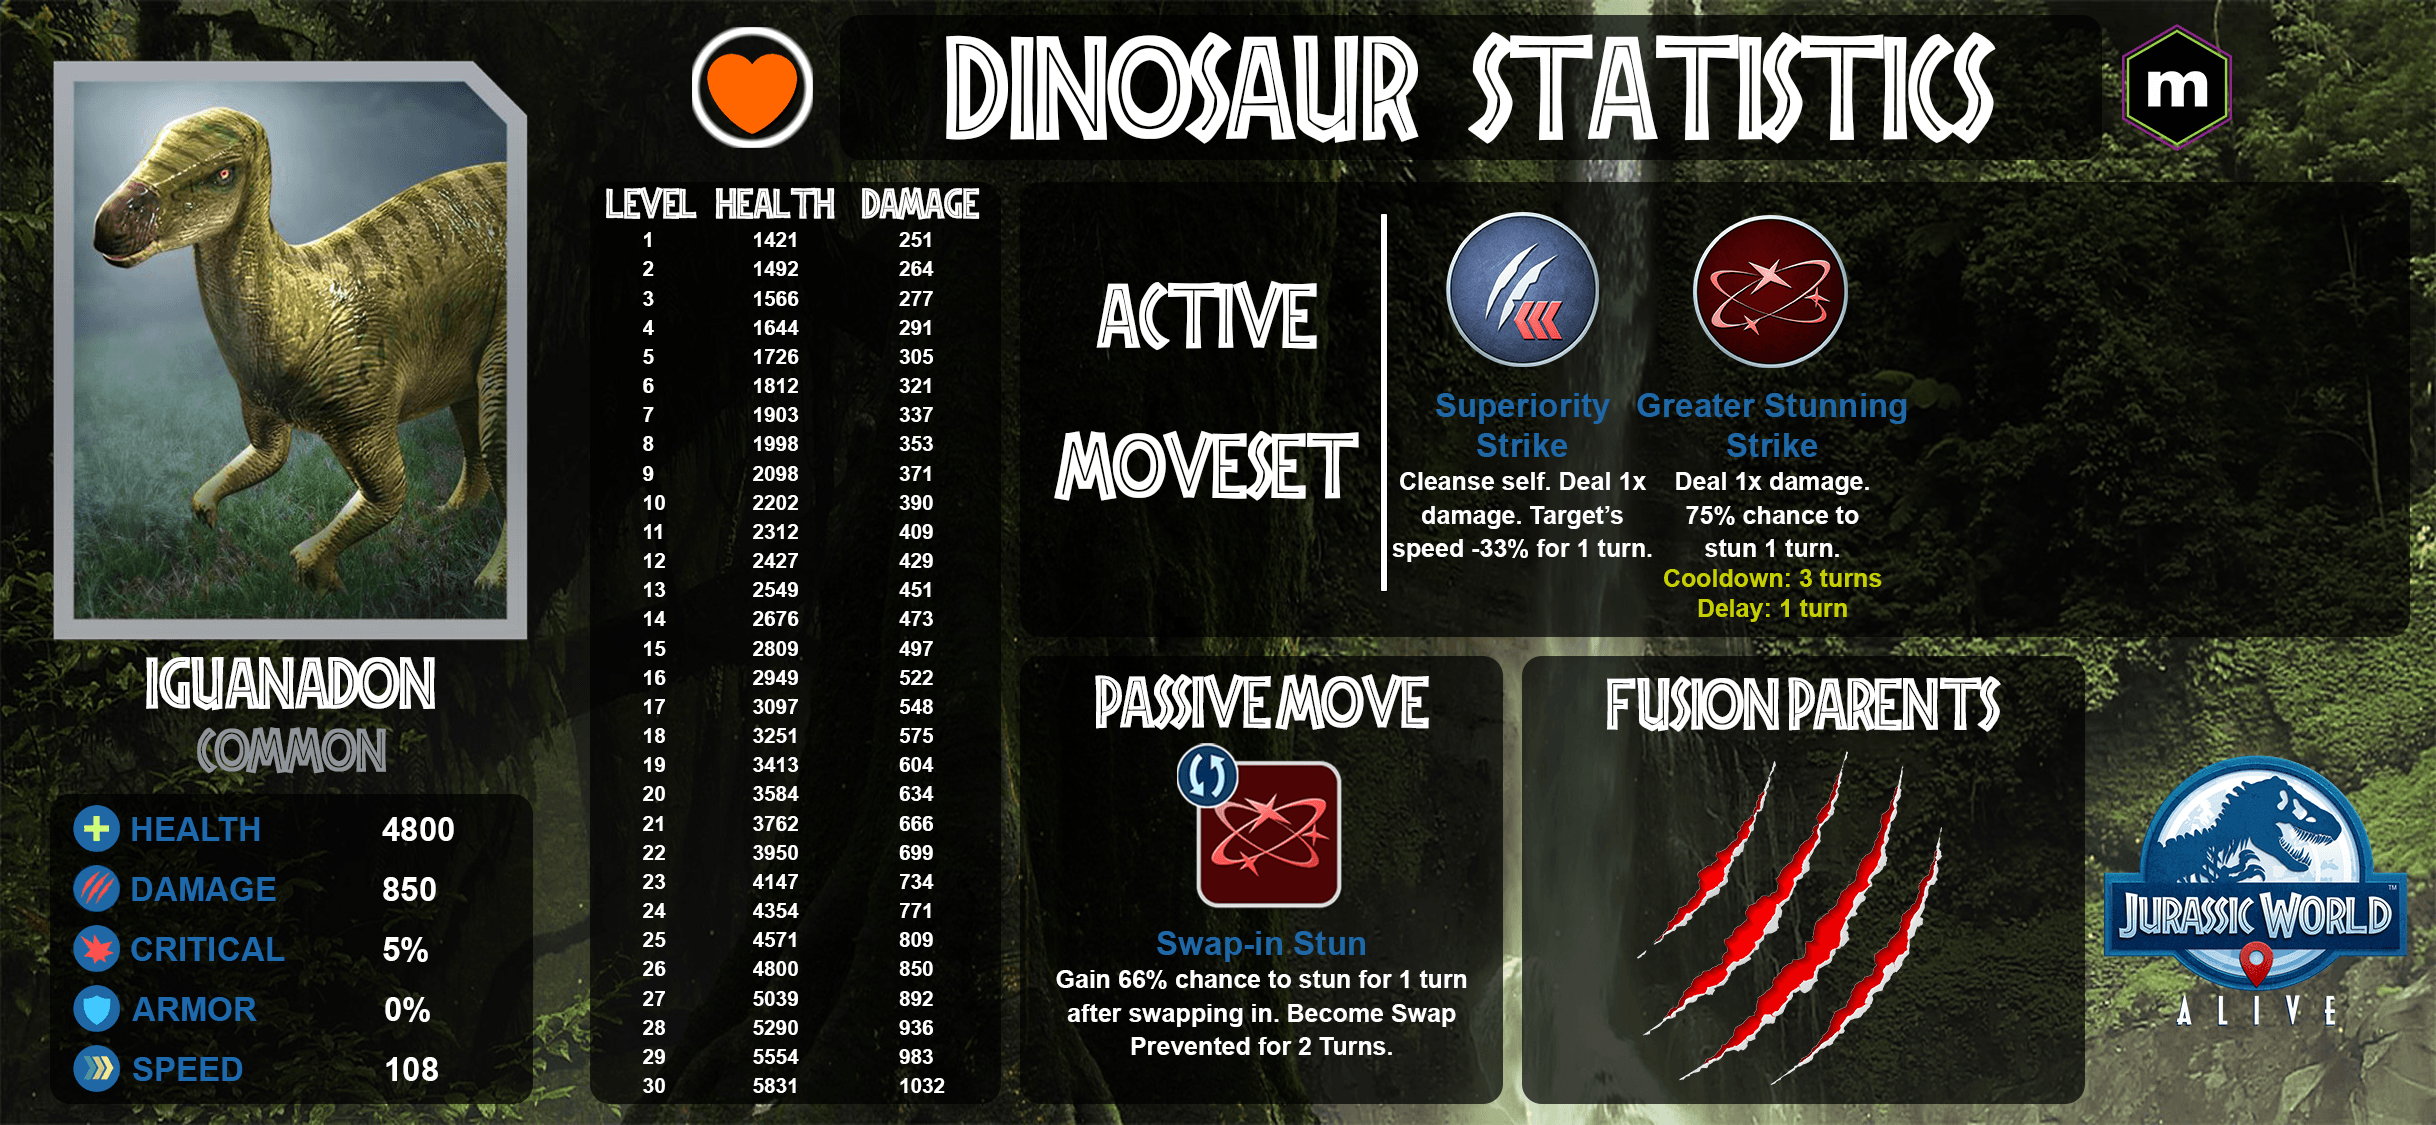 DINOSAUR STATISTICS
m
LEVEL HEALTH DAMAGE
1 1421 251
2 1492 264
3 1566 277
4 1644 291
5 1726 305
6 1812 321
7 1903 337
8 1998 353
9 2098 371
10 2202 390
11 2312 409
12 2427 429
13 2549 451
14 2676 473
15 2809 497
16 2949 522
17 3097 548
18 3251 575
19 3413 604
20 3584 634
21 3762 666
22 3950 699
23 4147 734
24 4354 771
25 4571 809
26 4800 850
27 5039 892
28 5290 936
29 5554 983
30 5831 1032
IGUANADON
COMMON
HEALTH 4800
DAMAGE 850
CRITICAL 5%
ARMOR 0%
SPEED 108
ACTIVE
MOVESET
Superiority
Strike
Cleanse self. Deal 1x
damage. Target’s
speed -33% for 1 turn.
Greater Stunning
Strike
Deal 1x damage.
75% chance to
stun 1 turn.
Cooldown: 3 turns
Delay: 1 turn
PASSIVE MOVE
Swap-in Stun
Gain 66% chance to stun for 1 turn
after swapping in. Become Swap
Prevented for 2 Turns.
FUSION PARENTS
JURASSIC WORLD™
ALIVE